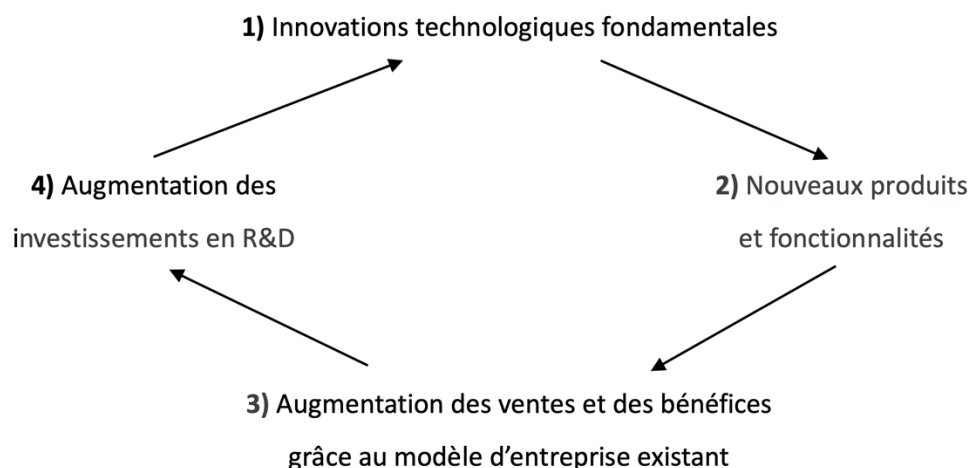 1) Innovations technologiques fondamentales
4) Augmentation des
investissements en R&D
2) Nouveaux produits
et fonctionnalités
3) Augmentation des ventes et des bénéfices
grâce au modèle d’entreprise existant